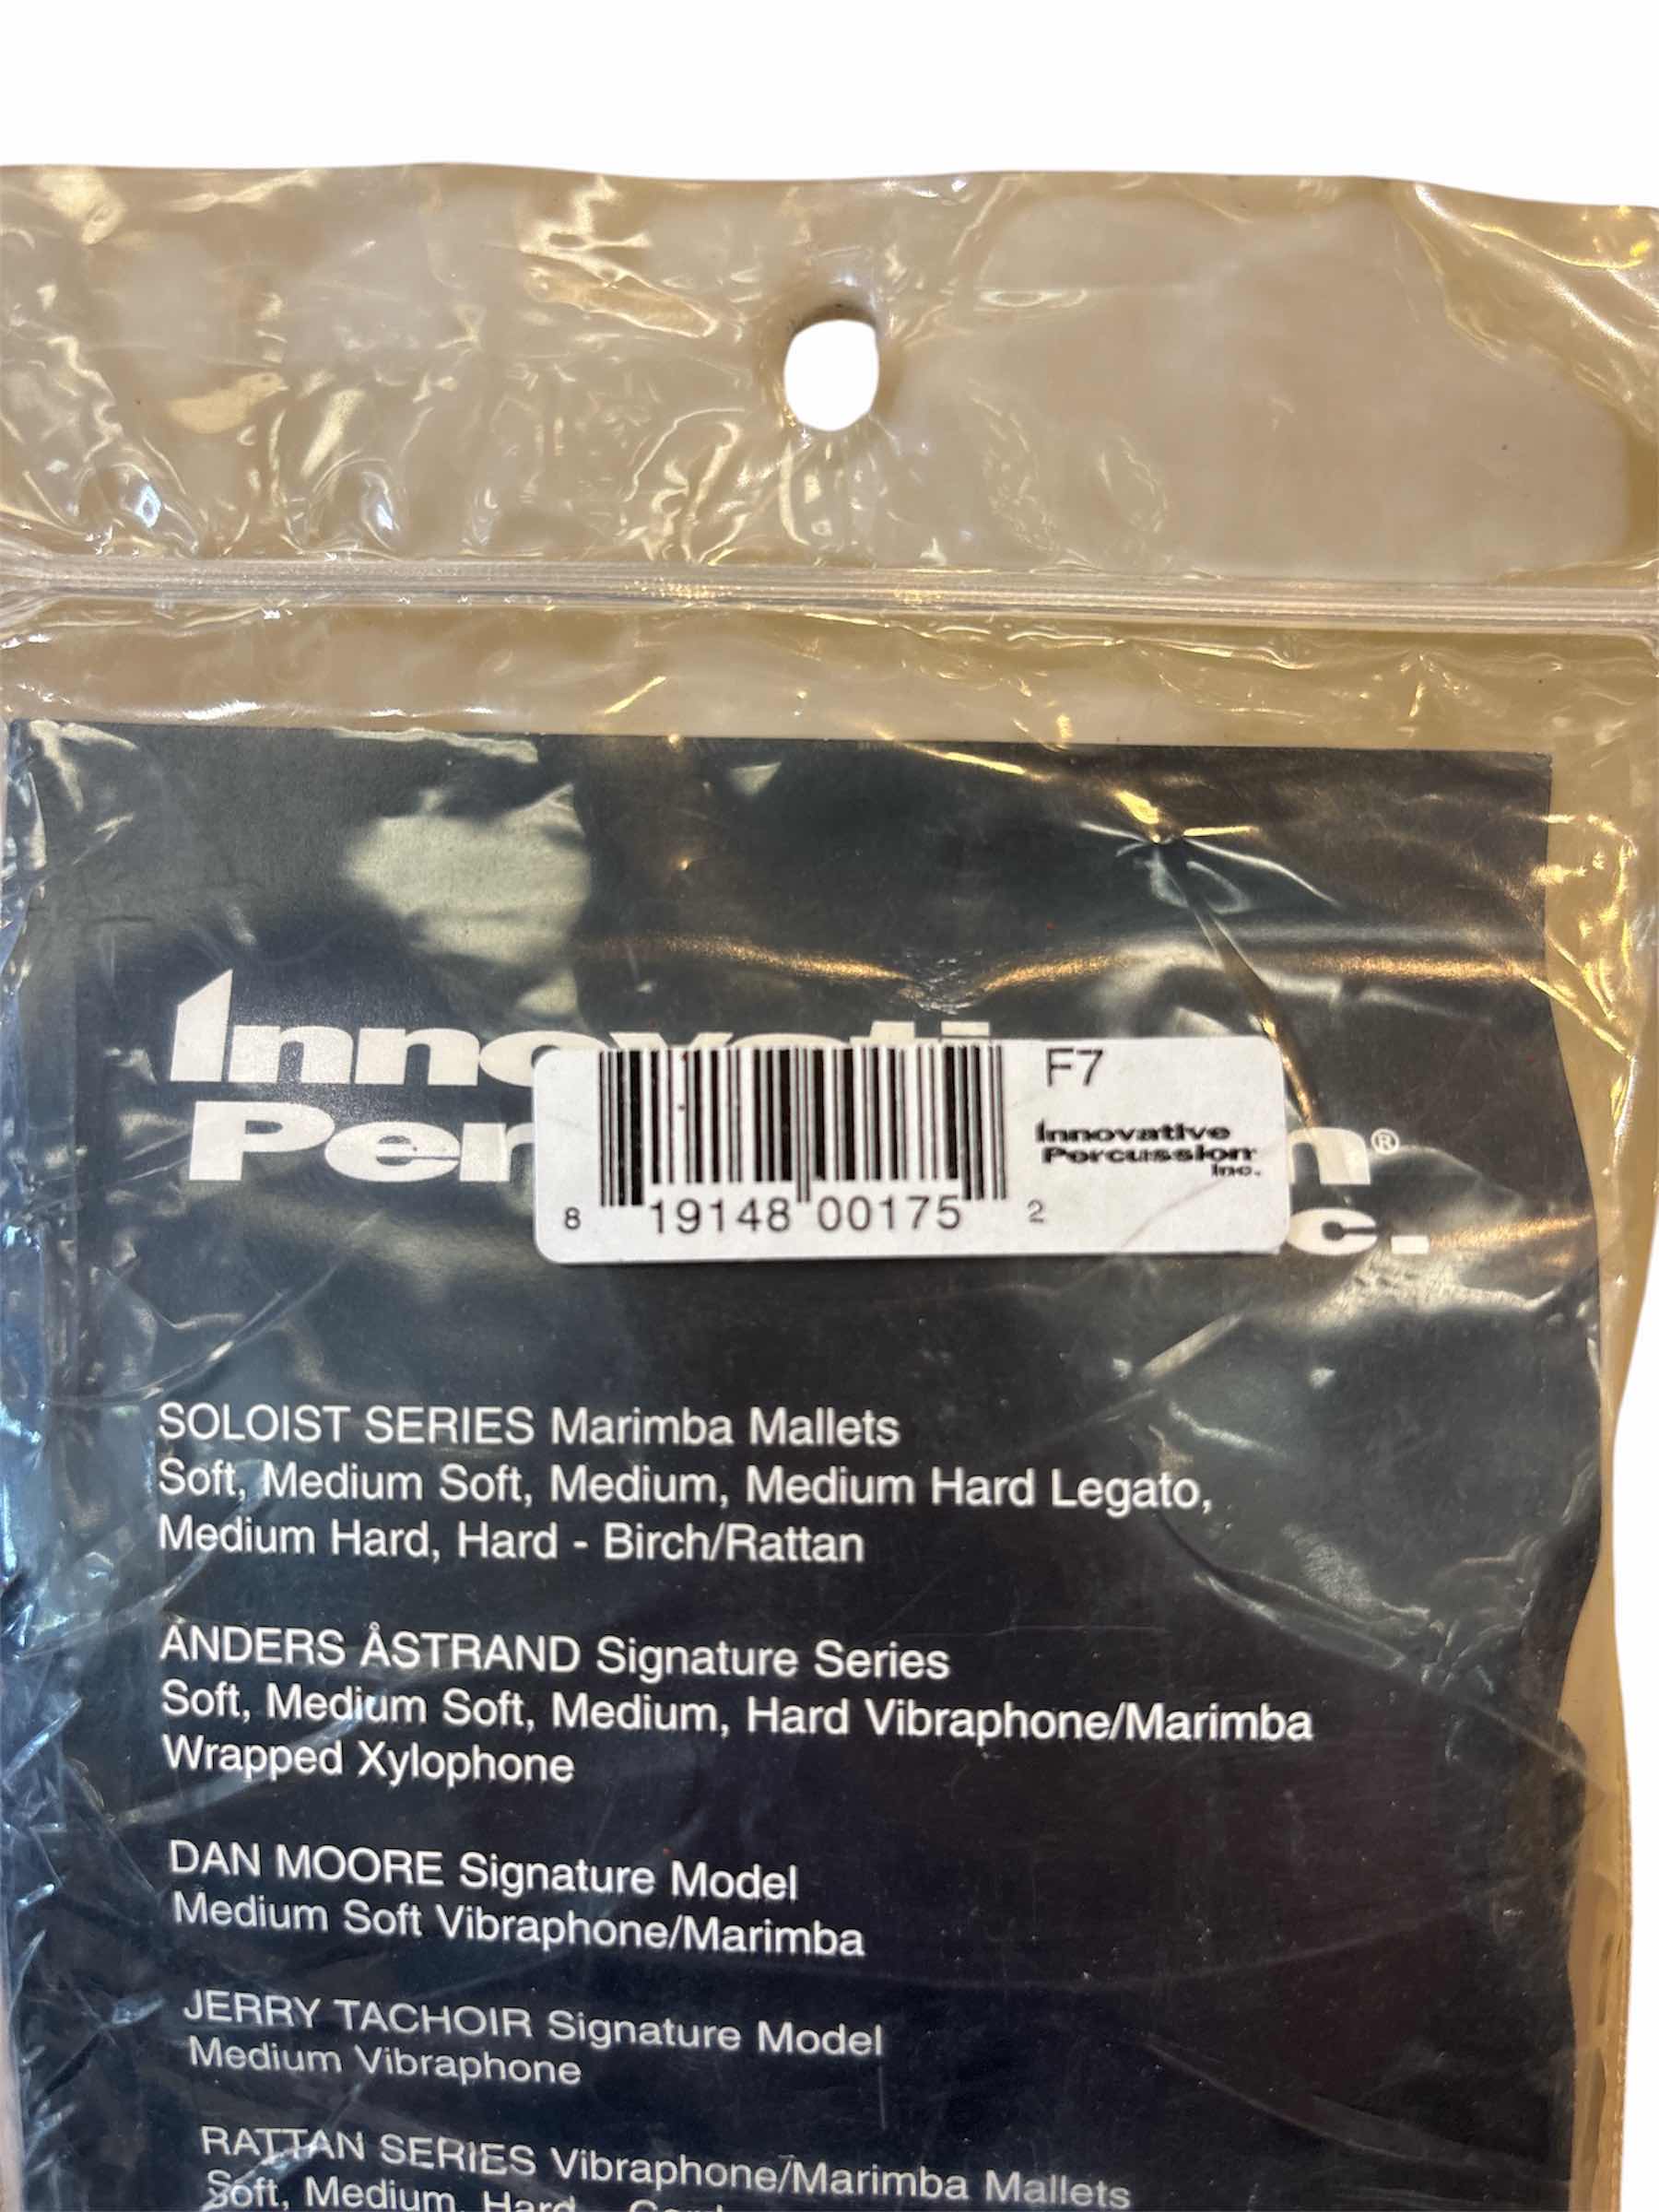 Inno
Per n®
c.
F7
Innovative
Percussion
Inc.
8 19148 00175 2
SOLOIST SERIES Marimba Mallets
Soft, Medium Soft, Medium, Medium Hard Legato,
Medium Hard, Hard - Birch/Rattan
ANDERS ÅSTRAND Signature Series
Soft, Medium Soft, Medium, Hard Vibraphone/Marimba
Wrapped Xylophone
DAN MOORE Signature Model
Medium Soft Vibraphone/Marimba
JERRY TACHOIR Signature Model
Medium Vibraphone
RATTAN SERIES Vibraphone/Marimba Mallets
Soft, Medium, Hard